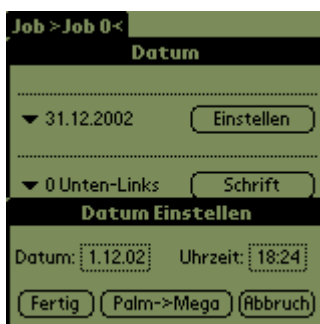 Job >Job 0<
Datum
31.12.2002 Einstellen
0 Unten-Links Schrift
Datum Einstellen
Datum: 1.12.02 Uhrzeit: 18:24
Fertig Palm->Mega Abbruch